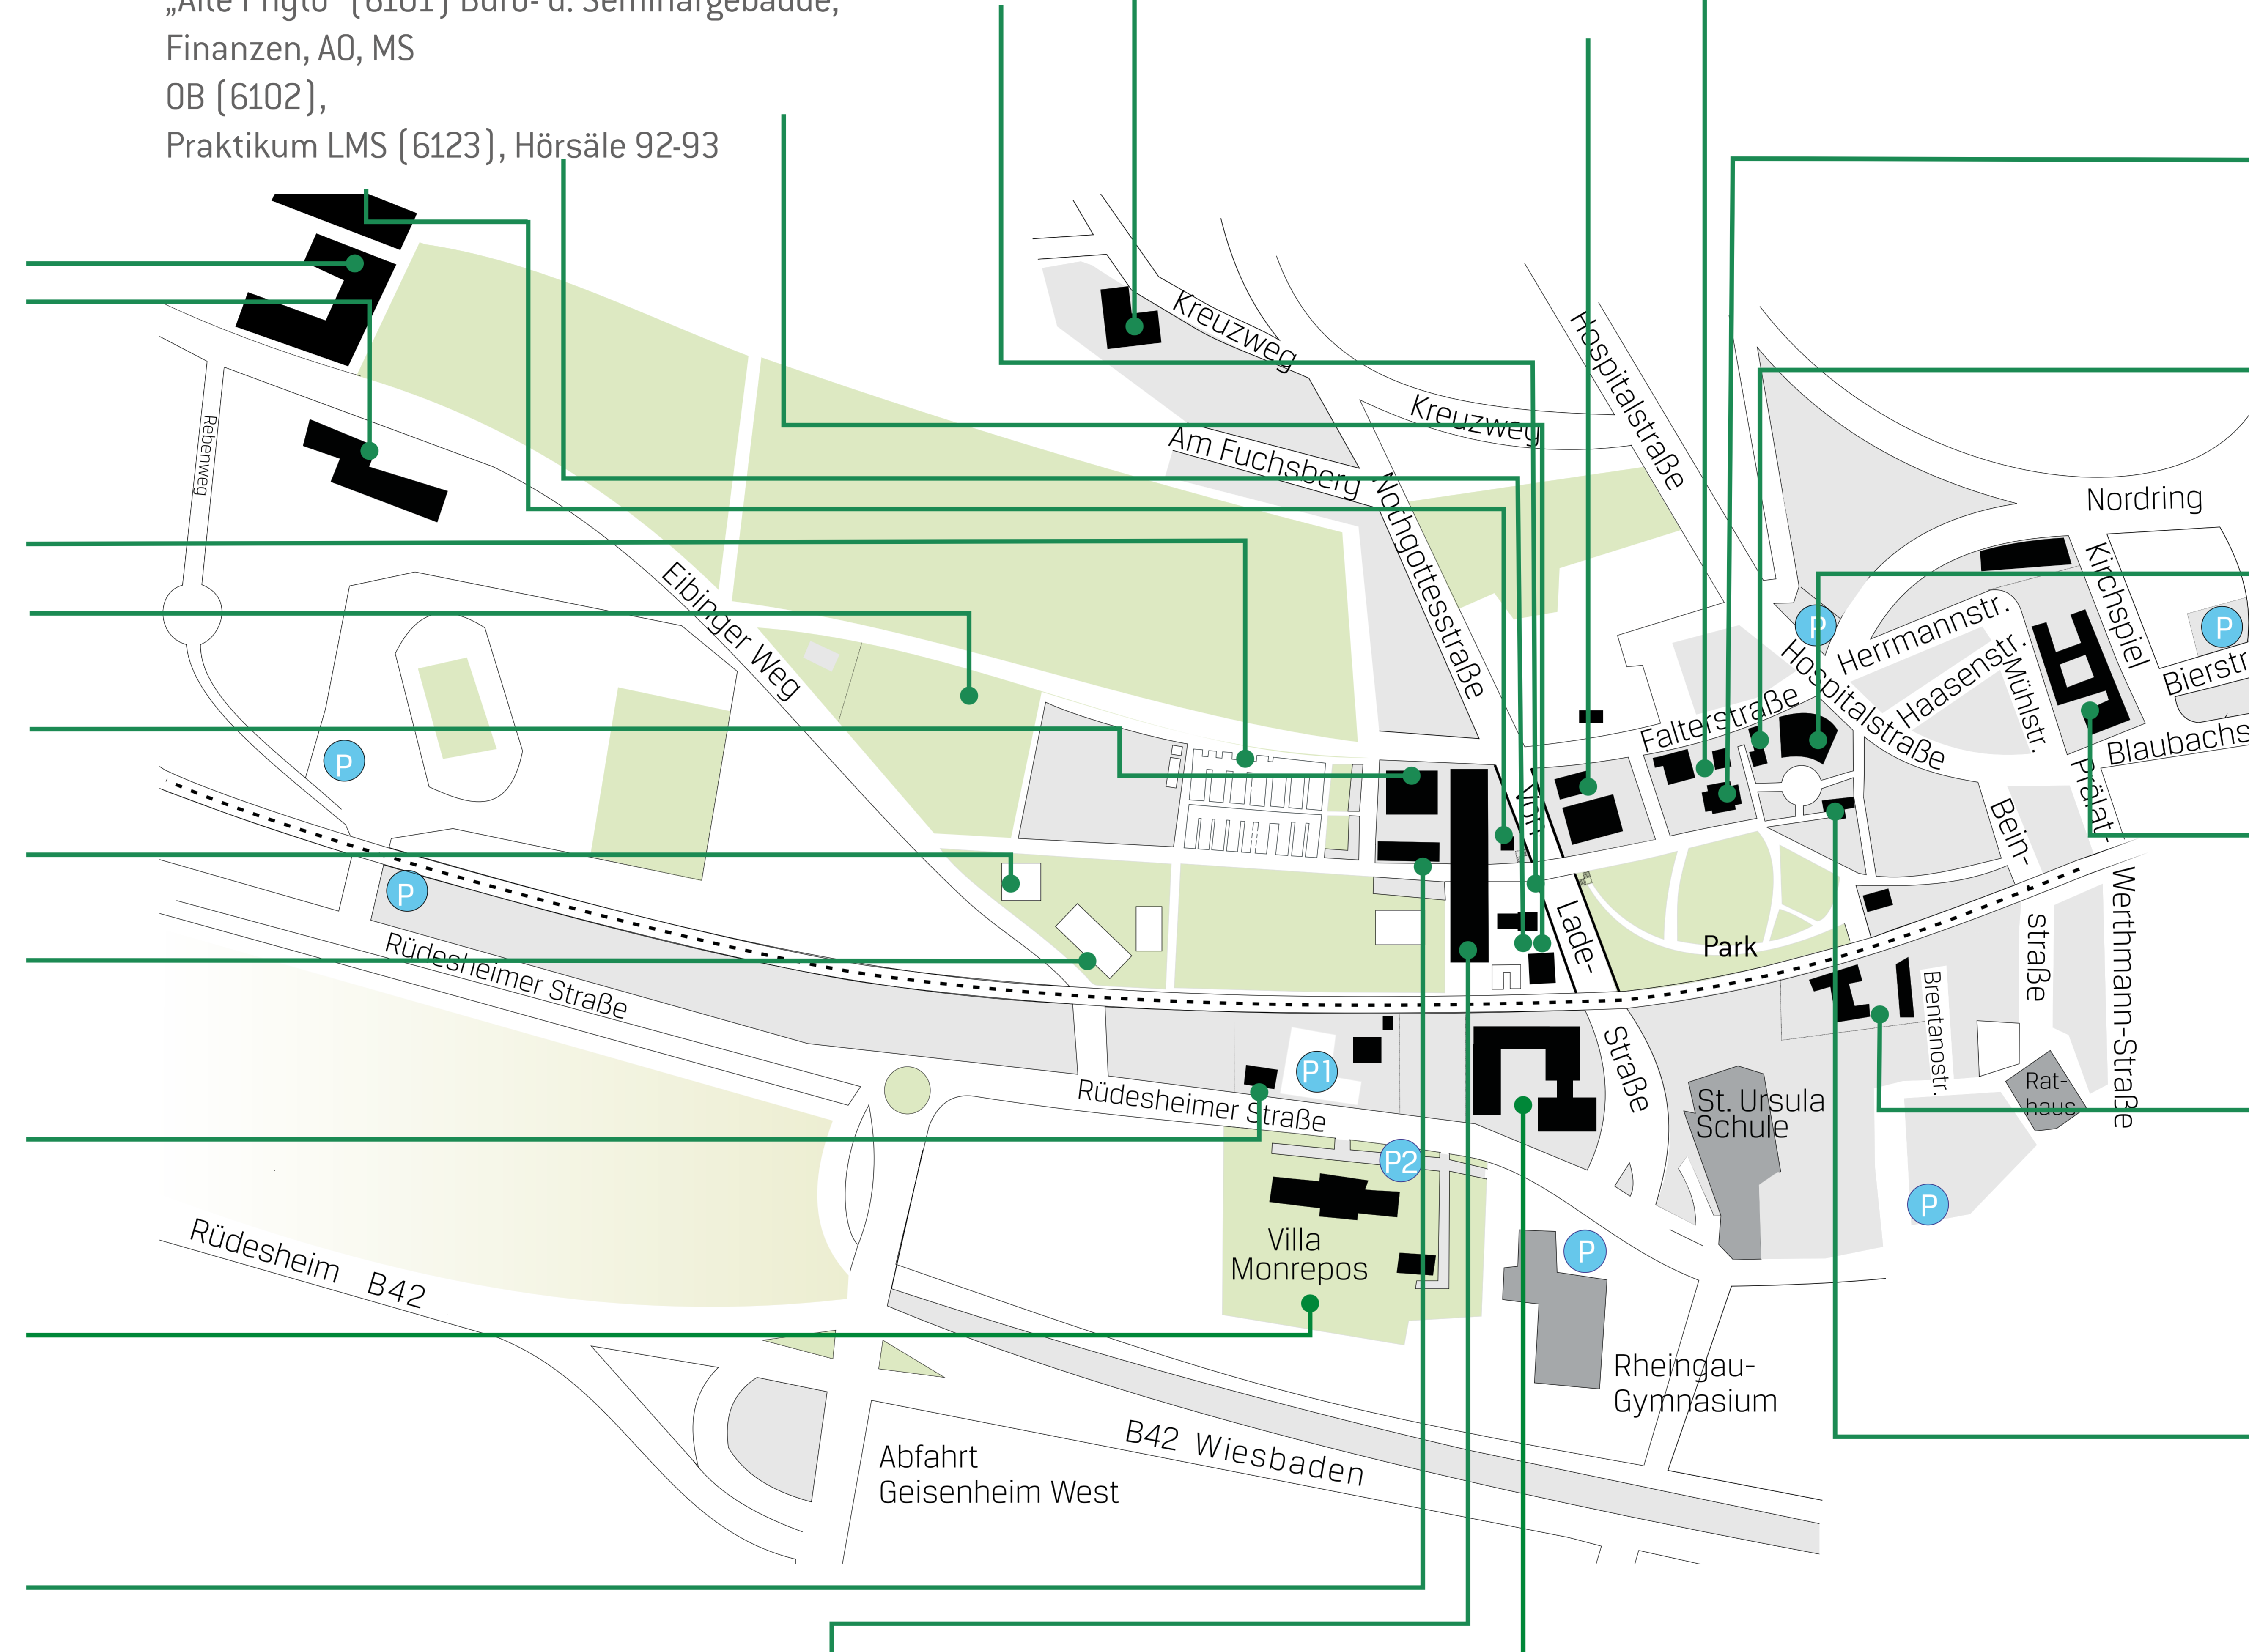 Finanzen, AO, MS
OB (6102),
Praktikum LMS (6123), Hörsäle 92-93
Kreuzweg
Hospitalstraße
Kreuzweg
Rebenweg
Am Fuchsberg
Nothgottesstraße
Nordring
Kirchspiel
Eibinger Weg
P
P
Herrmannstr.
Haasenstr.
Hospitalstraße
Mühlstr.
Bierstr
Falterstraße
Blaubachs
P
Prälat-
Werthmann-Straße
Von
Lade-
Straße
Bein-
straße
P
Park
Rüdesheimer Straße
Brentanostr.
P1
Rüdesheimer Straße
St. Ursula
Schule
Rat-
haus
P2
P
Villa
Monrepos
P
Rüdesheim B42
Rheingau-
Gymnasium
B42 Wiesbaden
Abfahrt
Geisenheim West